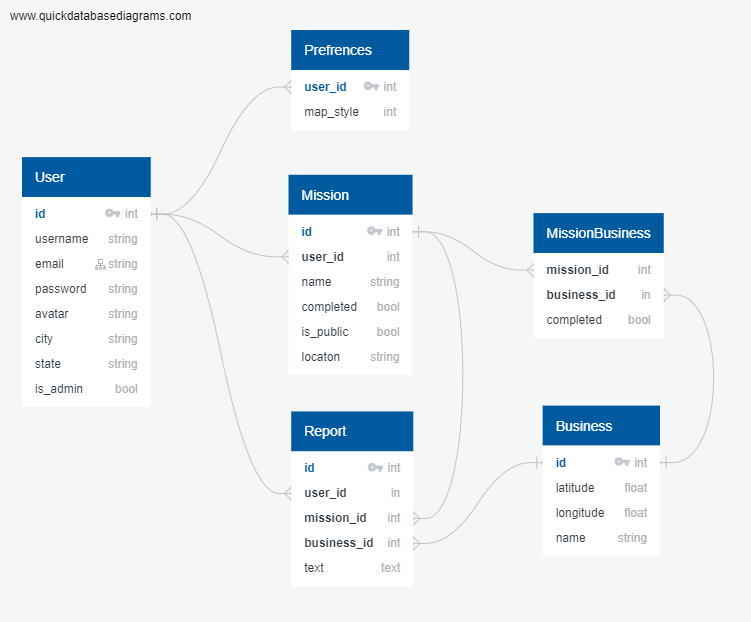 www.quickdatabasediagrams.com
Prefrences
user_id int
map_style int
User
id int
username string
email string
password string
avatar string
city string
state string
is_admin bool
Mission
id int
user_id int
name string
completed bool
is_public bool
locaton string
MissionBusiness
mission_id int
business_id in
completed bool
Report
id int
user_id in
mission_id int
business_id int
text text
Business
id int
latitude float
longitude float
name string